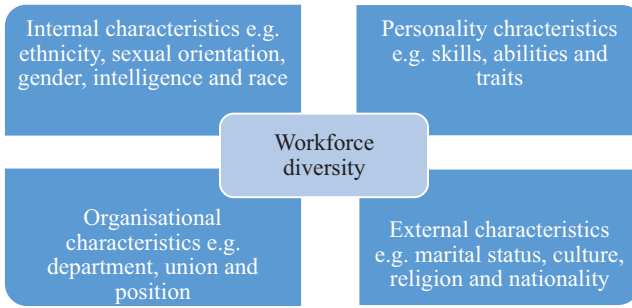 Internal characteristics e.g.
ethnicity, sexual orientation,
gender, intelligence and race
Personality chracteristics
e.g. skills, abilities and
traits
Workforce
diversity
Organisational
characteristics e.g.
department, union and
position
External characteristics
e.g. marital status, culture,
religion and nationality